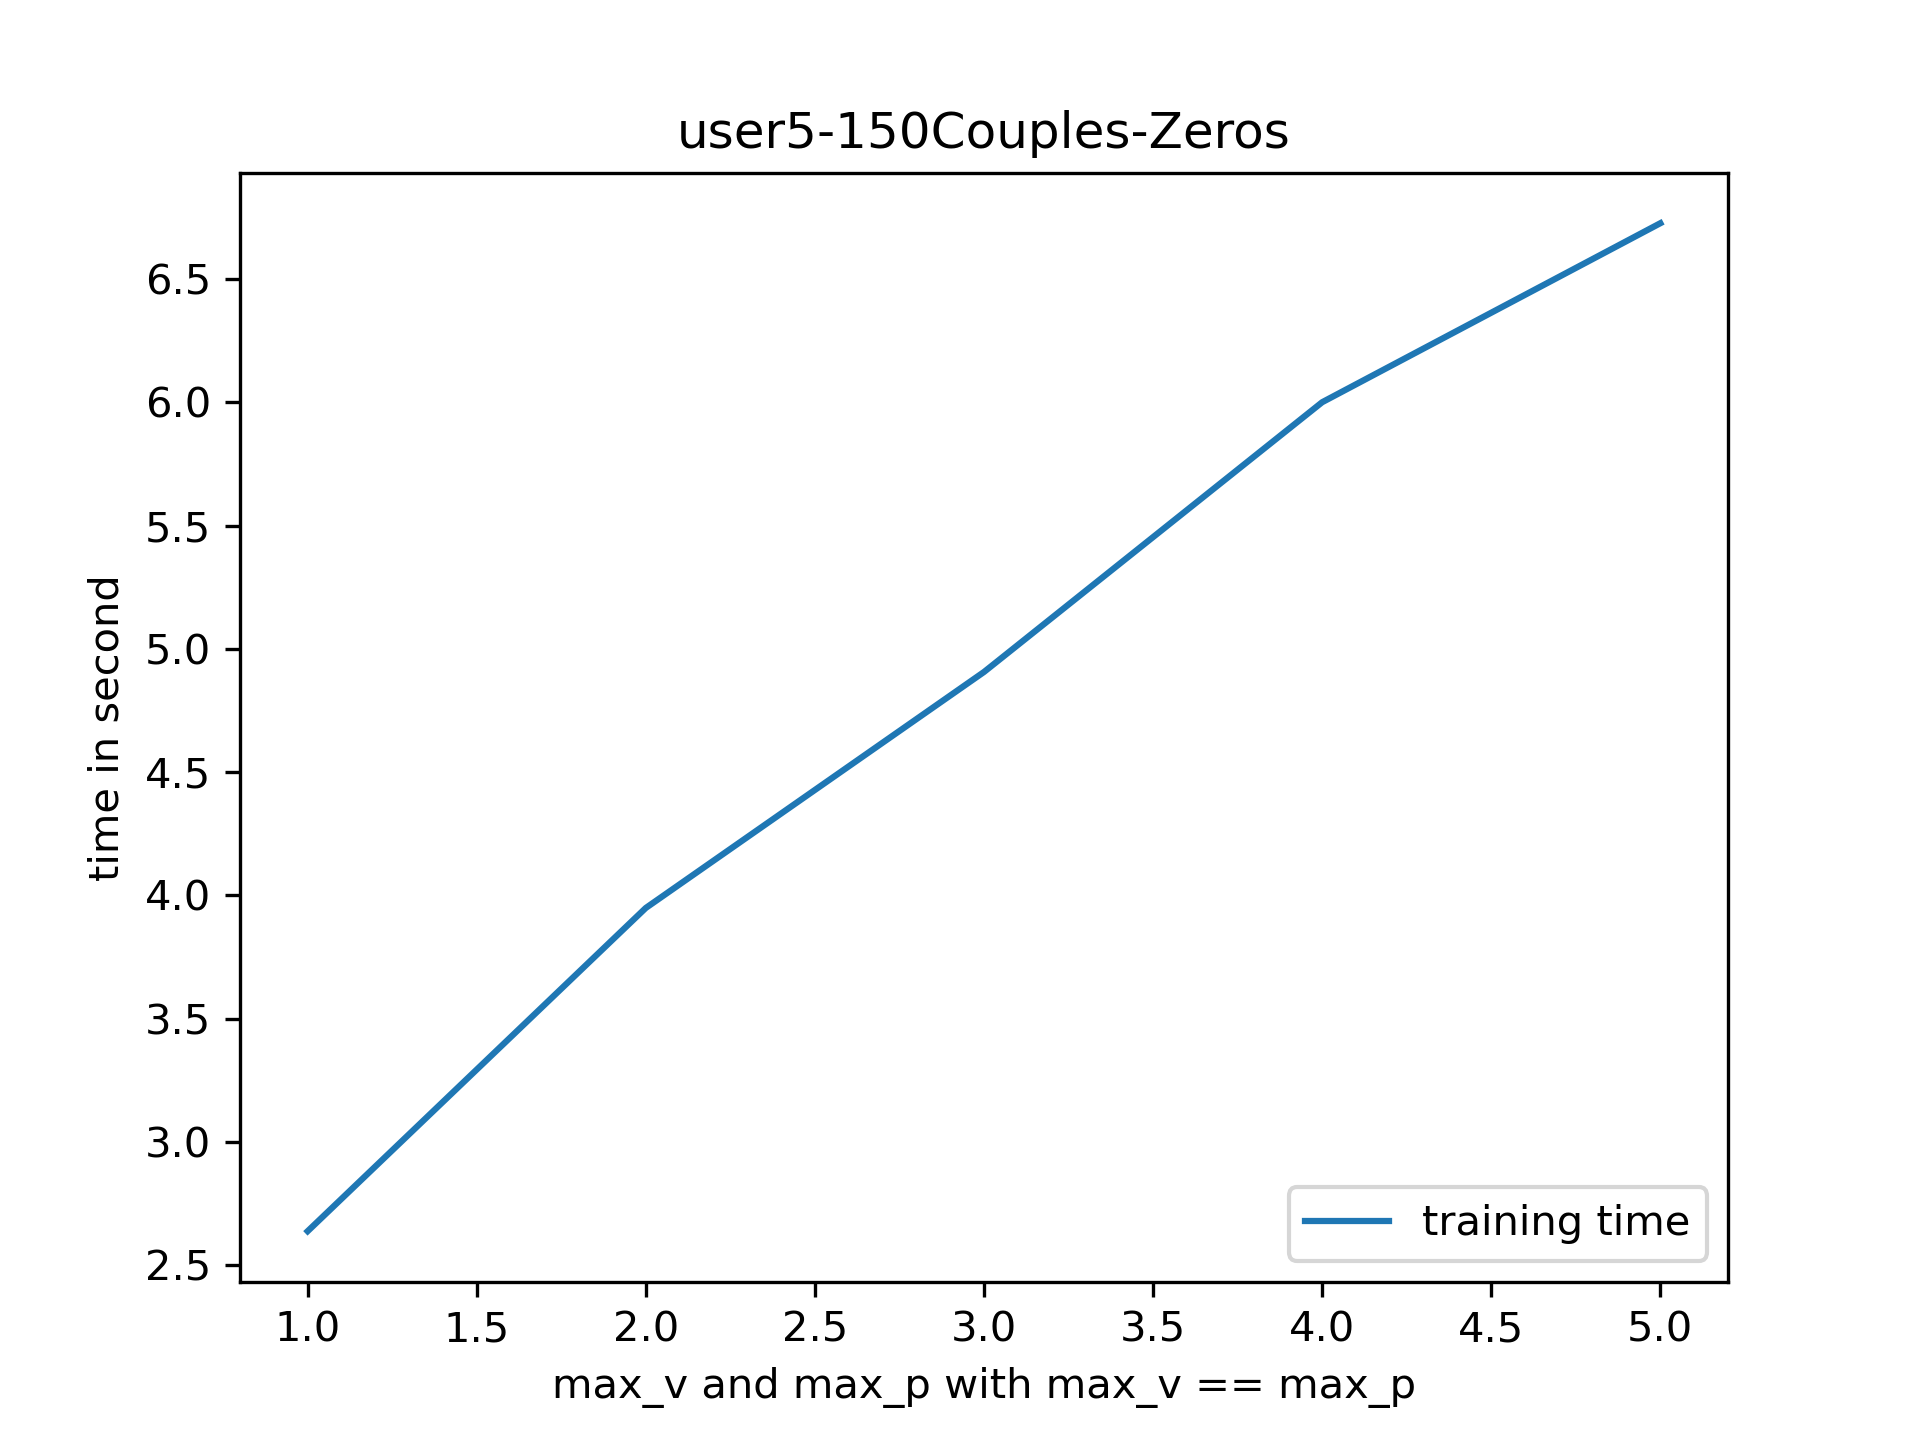 user5-150Couples-Zeros
6.5
6.0
5.5
5.0
4.5
4.0
3.5
3.0
2.5
time in second
training time
1.0 1.5 2.0 2.5 3.0 3.5 4.0 4.5 5.0
max_v and max_p with max_v == max_p